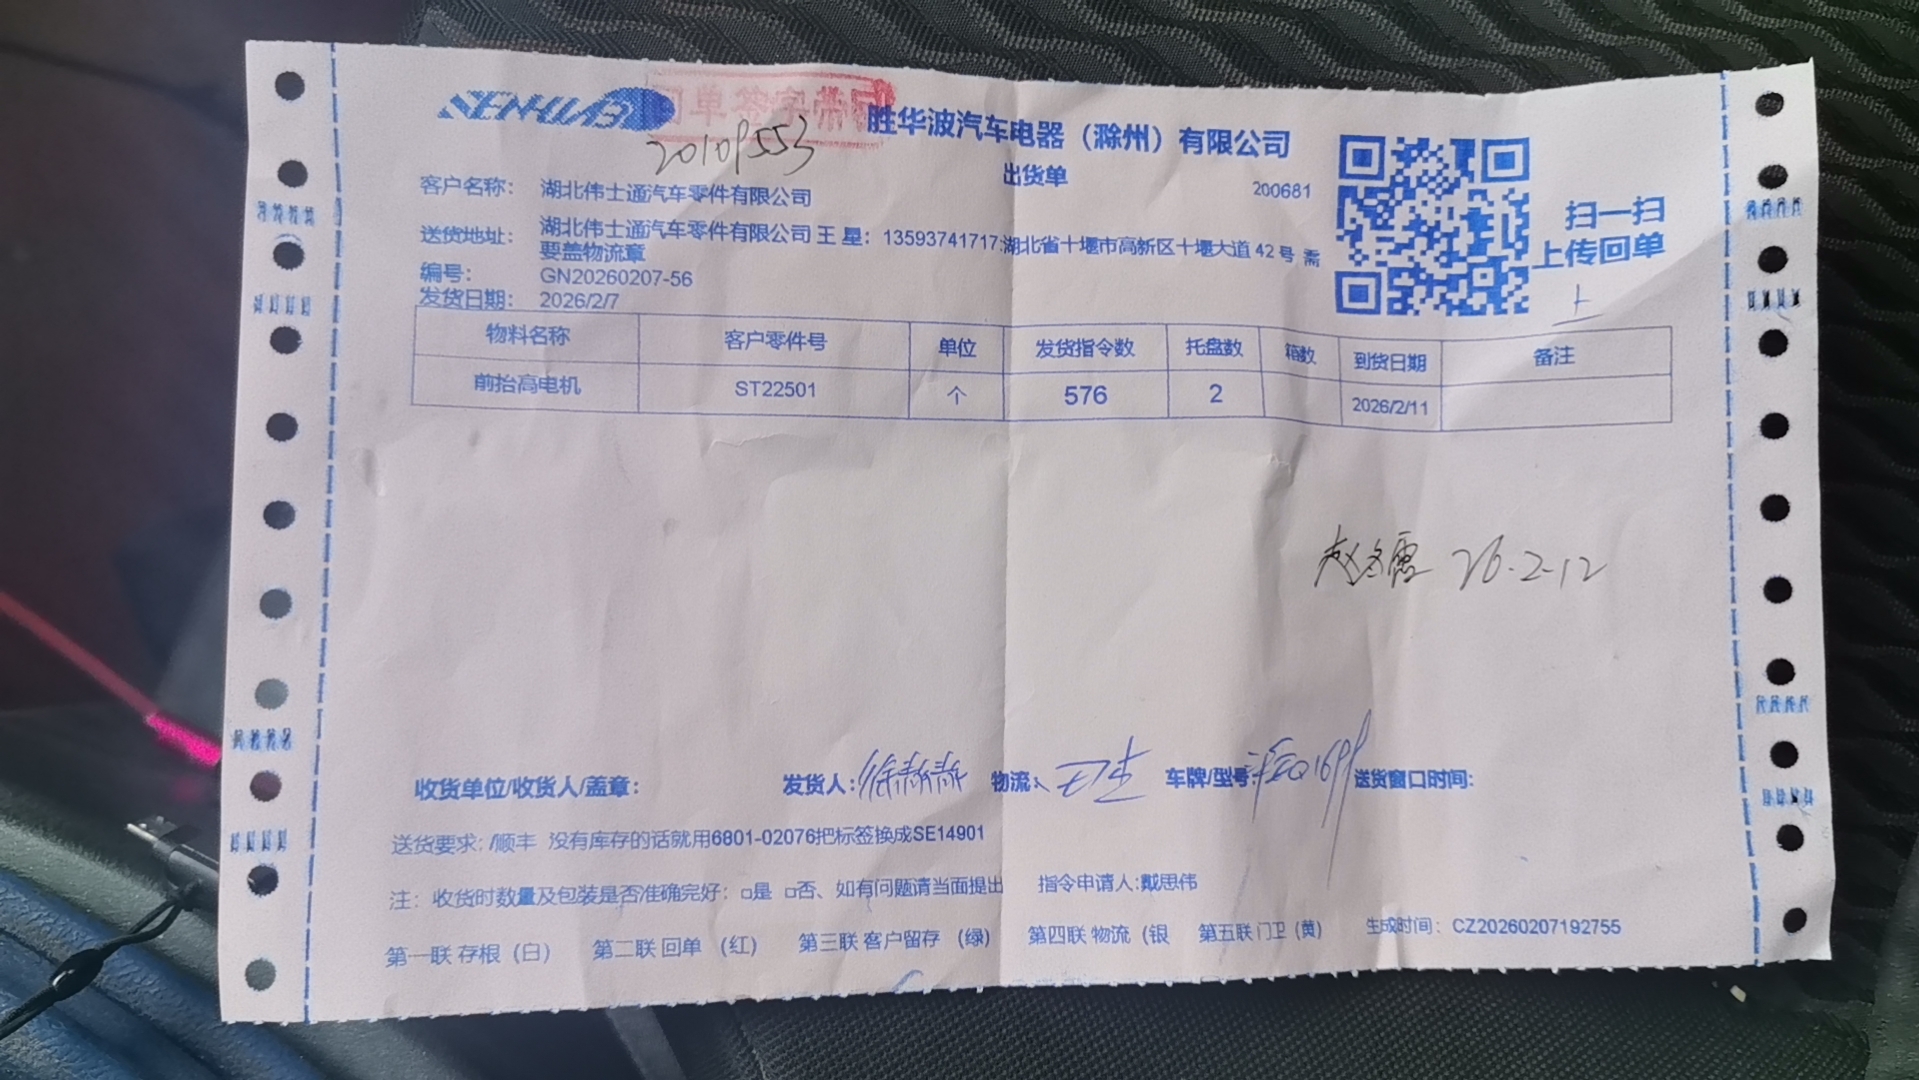 SENHUAB
回单签字带回
20109553
胜华波汽车电器（滁州）有限公司
出货单
200681
客户名称： 湖北伟士通汽车零件有限公司
送货地址： 湖北伟士通汽车零件有限公司 王 星：13593741717:湖北省十堰市高新区十堰大道 42 号 需
要盖物流章
编号： GN20260207-56
发货日期： 2026/2/7
扫一扫
上传回单
物料名称 客户零件号 单位 发货指令数 托盘数 箱数 到货日期 备注
前抬高电机 ST22501 个 576 2 2026/2/11
26-2-12
收货单位/收货人/盖章： 发货人：徐赫赫 物流： 车牌/型号: 送货窗口时间:
送货要求：/顺丰 没有库存的话就用6801-02076把标签换成SE14901
注：收货时数量及包装是否准确完好：□是 □否、如有问题请当面提出 指令申请人:戴思伟
第一联 存根（白） 第二联 回单 （红） 第三联 客户留存 （绿） 第四联 物流（银 第五联 门卫（黄） 生成时间： CZ20260207192755